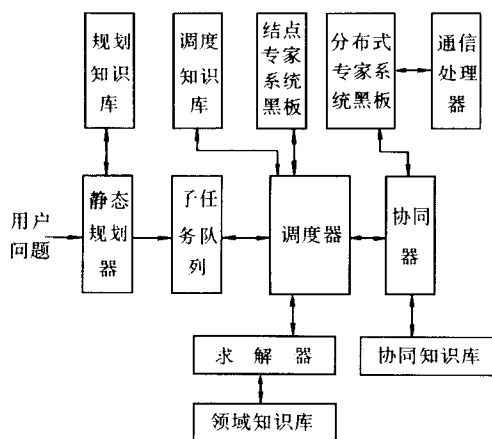 规划
知识
库
调度
知识
库
结点
专家
系统
黑板
分布式
专家系
统黑板
通信
处理
器
用户
问题
静态
规划
器
子任
务队
列
调度器
协同
器
求解器
协同知识库
领域知识库